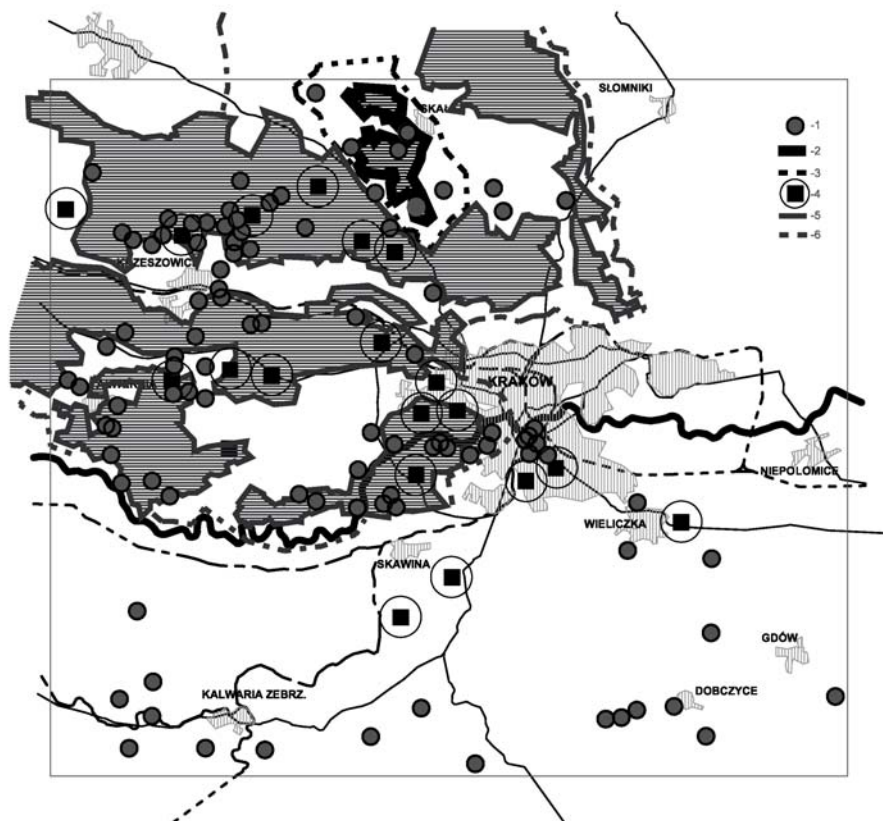 SŁOMNIKI
-1
-2
-3
-4
-5
-6
KRAKÓW
NIEPOŁOMICE
WIELICZKA
SKAWINA
GDÓW
KALWARIA ZEBRZ.
DOBCZYCE